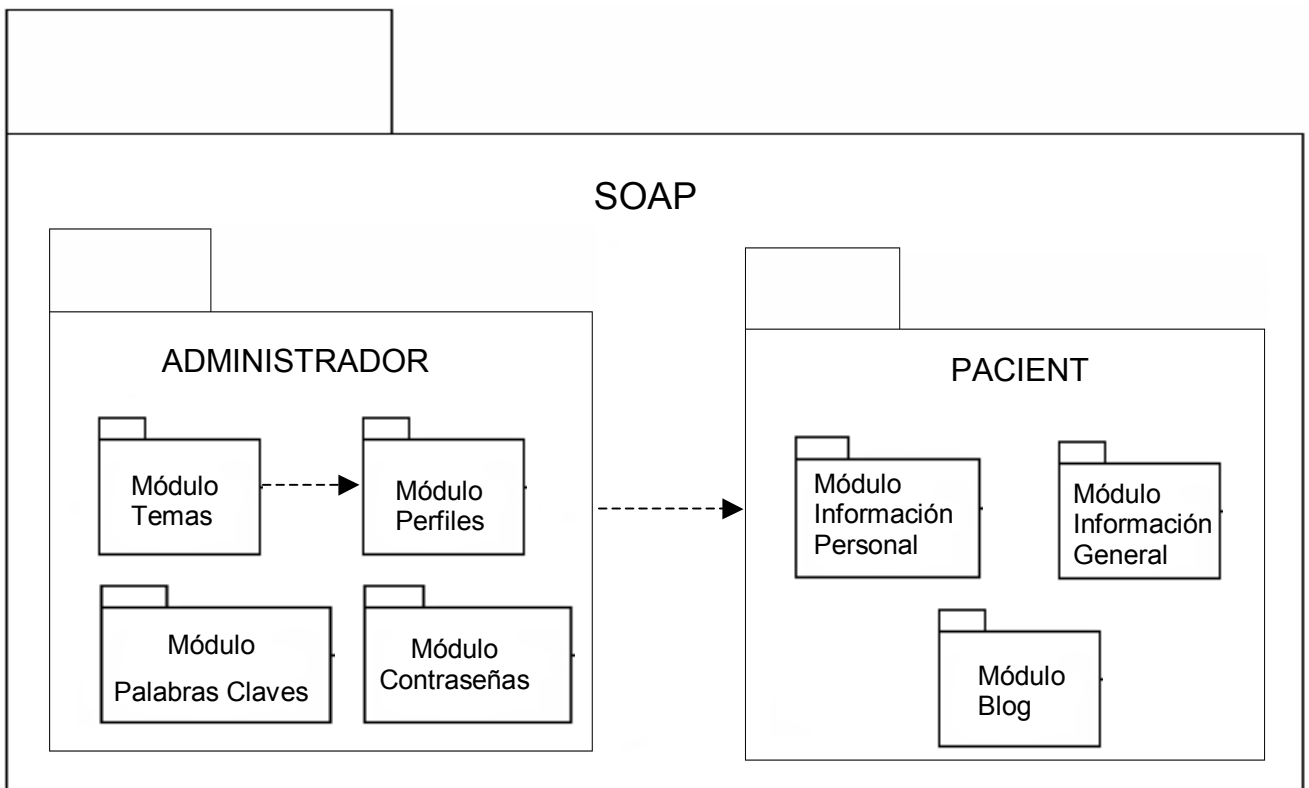 SOAP
ADMINISTRADOR
Módulo
Temas
Módulo
Perfiles
Módulo
Palabras Claves
Módulo
Contraseñas
PACIENT
Módulo
Información
Personal
Módulo
Información
General
Módulo
Blog